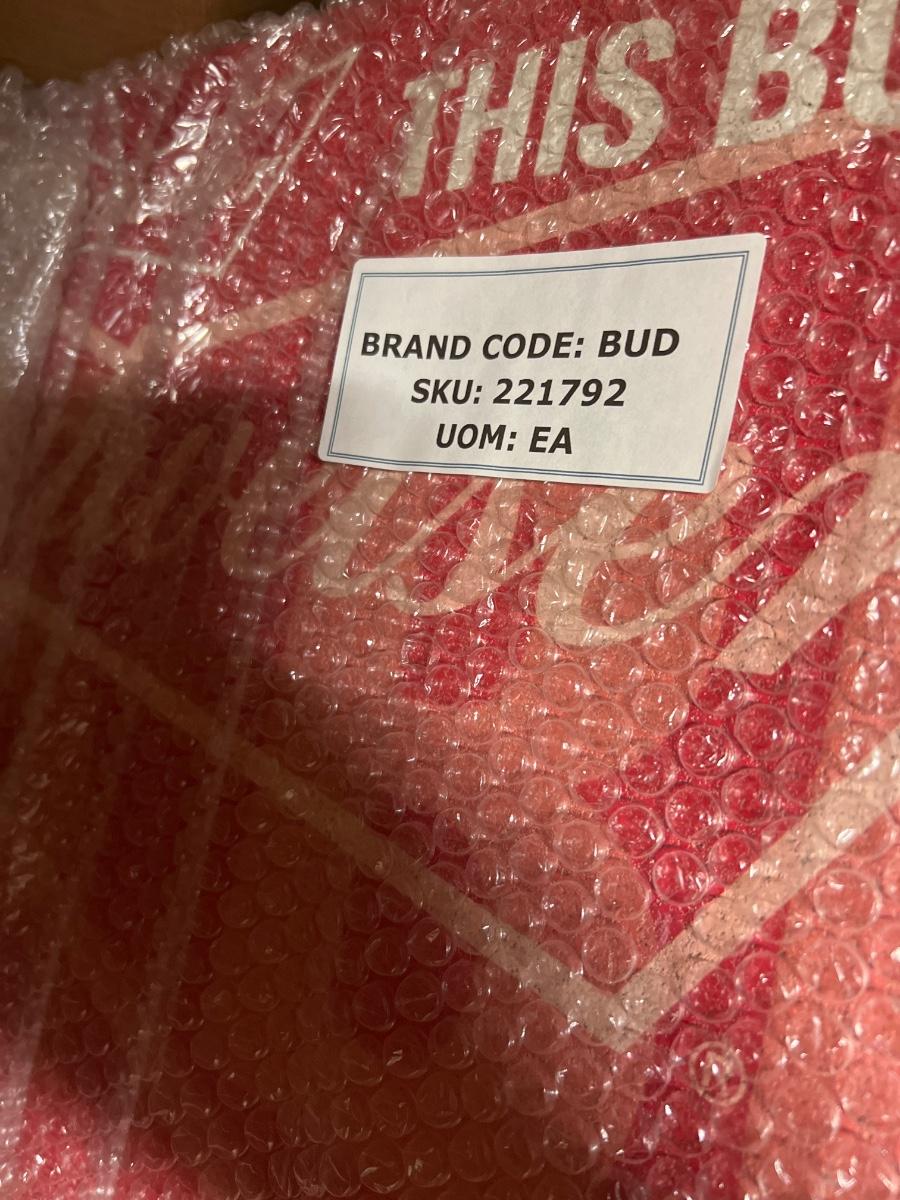 THIS BU
BRAND CODE: BUD
SKU: 221792
UOM: EA
®